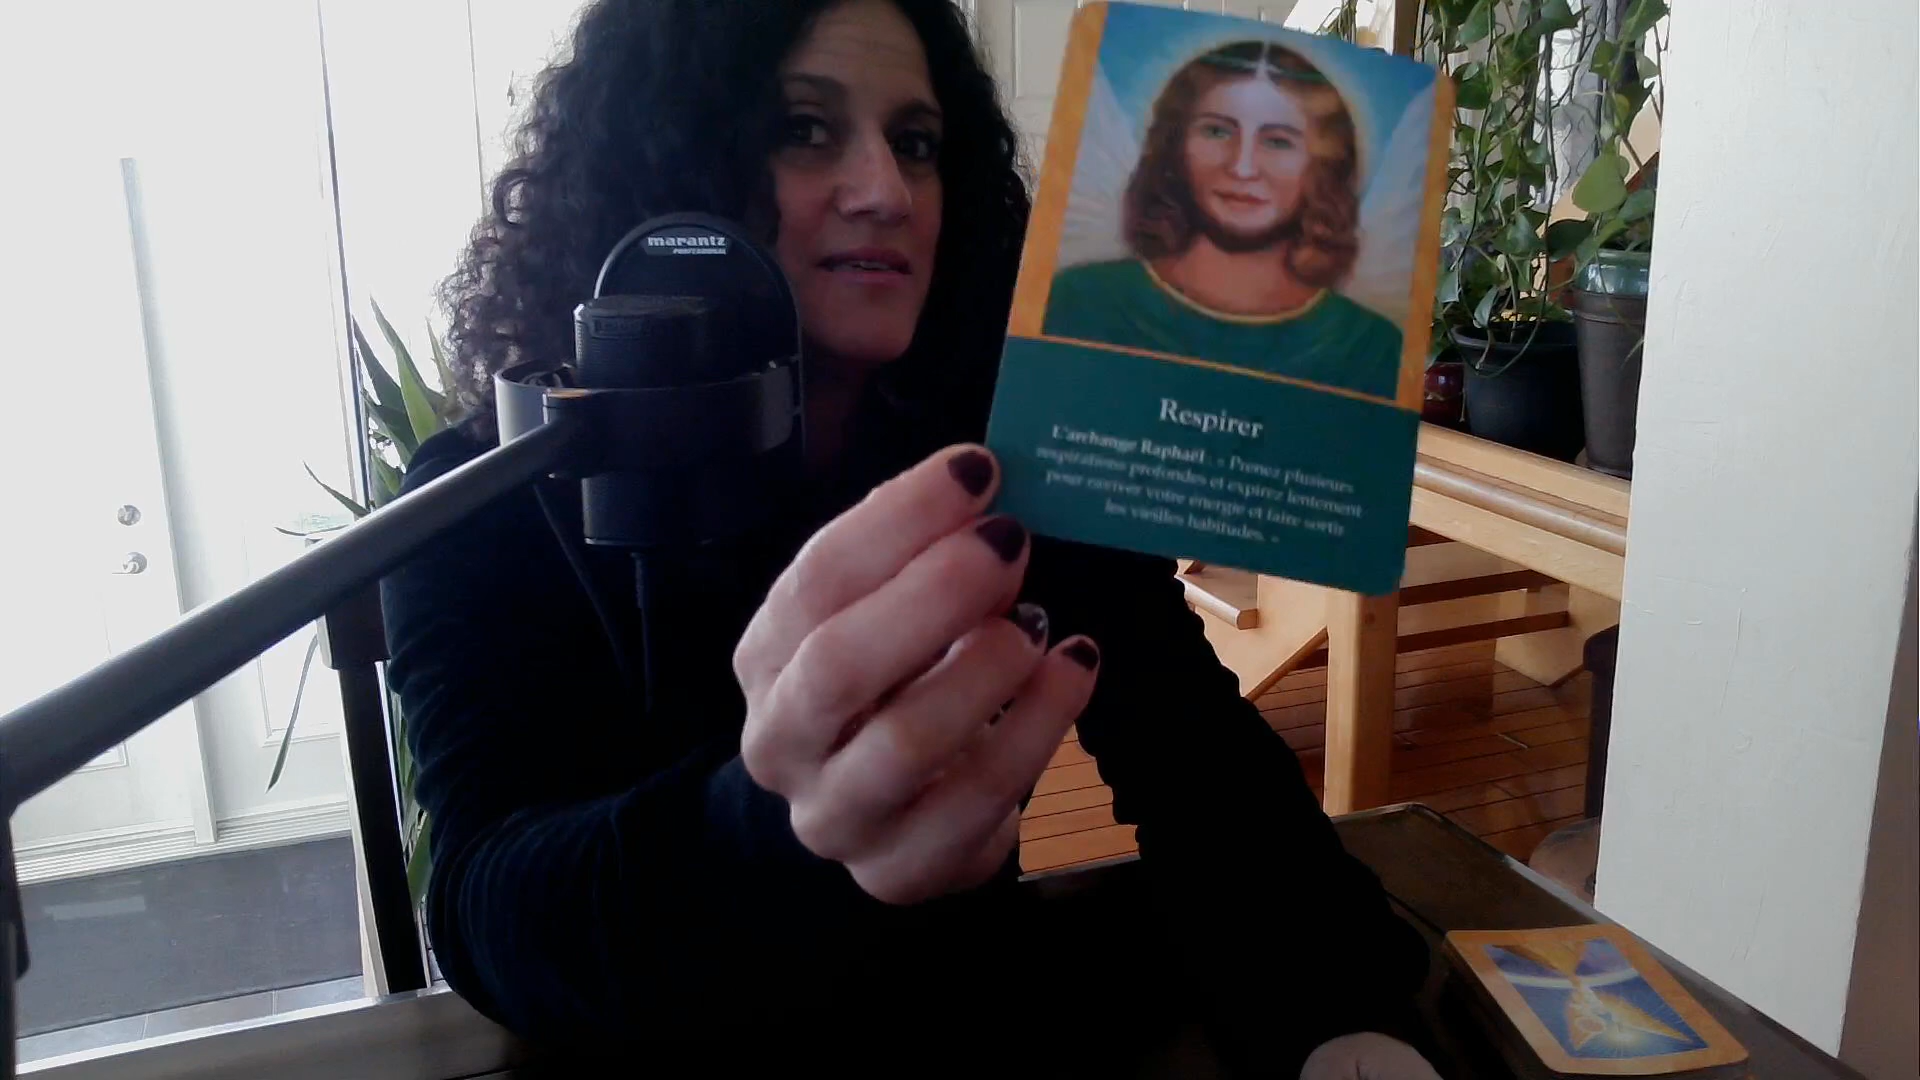 marantz
PROFESSIONAL
Respirer
L'archange Raphaël : « Prenez plusieurs
respirations profondes et expirez lentement
pour raviver votre énergie et faire sortir
les vieilles habitudes. »